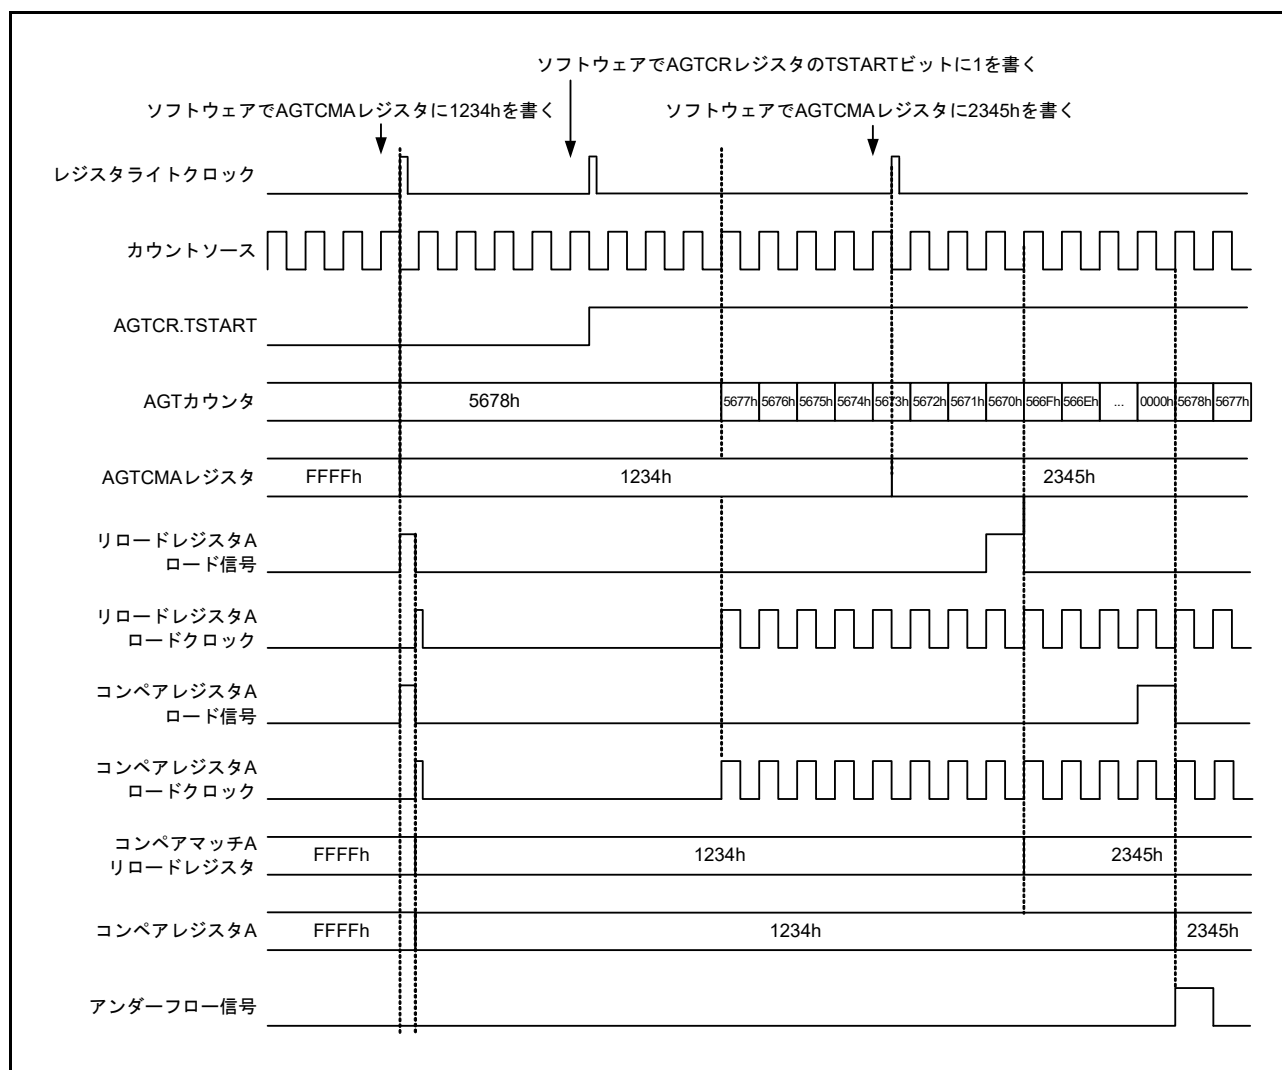 ソフトウェアでAGTCRレジスタのTSTARTビットに1を書く
ソフトウェアでAGTCMAレジスタに1234hを書く
ソフトウェアでAGTCMAレジスタに2345hを書く
レジスタライトクロック
カウントソース
AGTCR.TSTART
AGTカウンタ
5678h
5677h 5676h 5675h 5674h 5673h 5672h 5671h 5670h 566Fh 566Eh ... 0000h 5678h 5677h
AGTCMAレジスタ
FFFFh
1234h
2345h
リロードレジスタA
ロード信号
リロードレジスタA
ロードクロック
コンペアレジスタA
ロード信号
コンペアレジスタA
ロードクロック
コンペアマッチA
リロードレジスタ
FFFFh
1234h
2345h
コンペアレジスタA
FFFFh
1234h
2345h
アンダーフロー信号